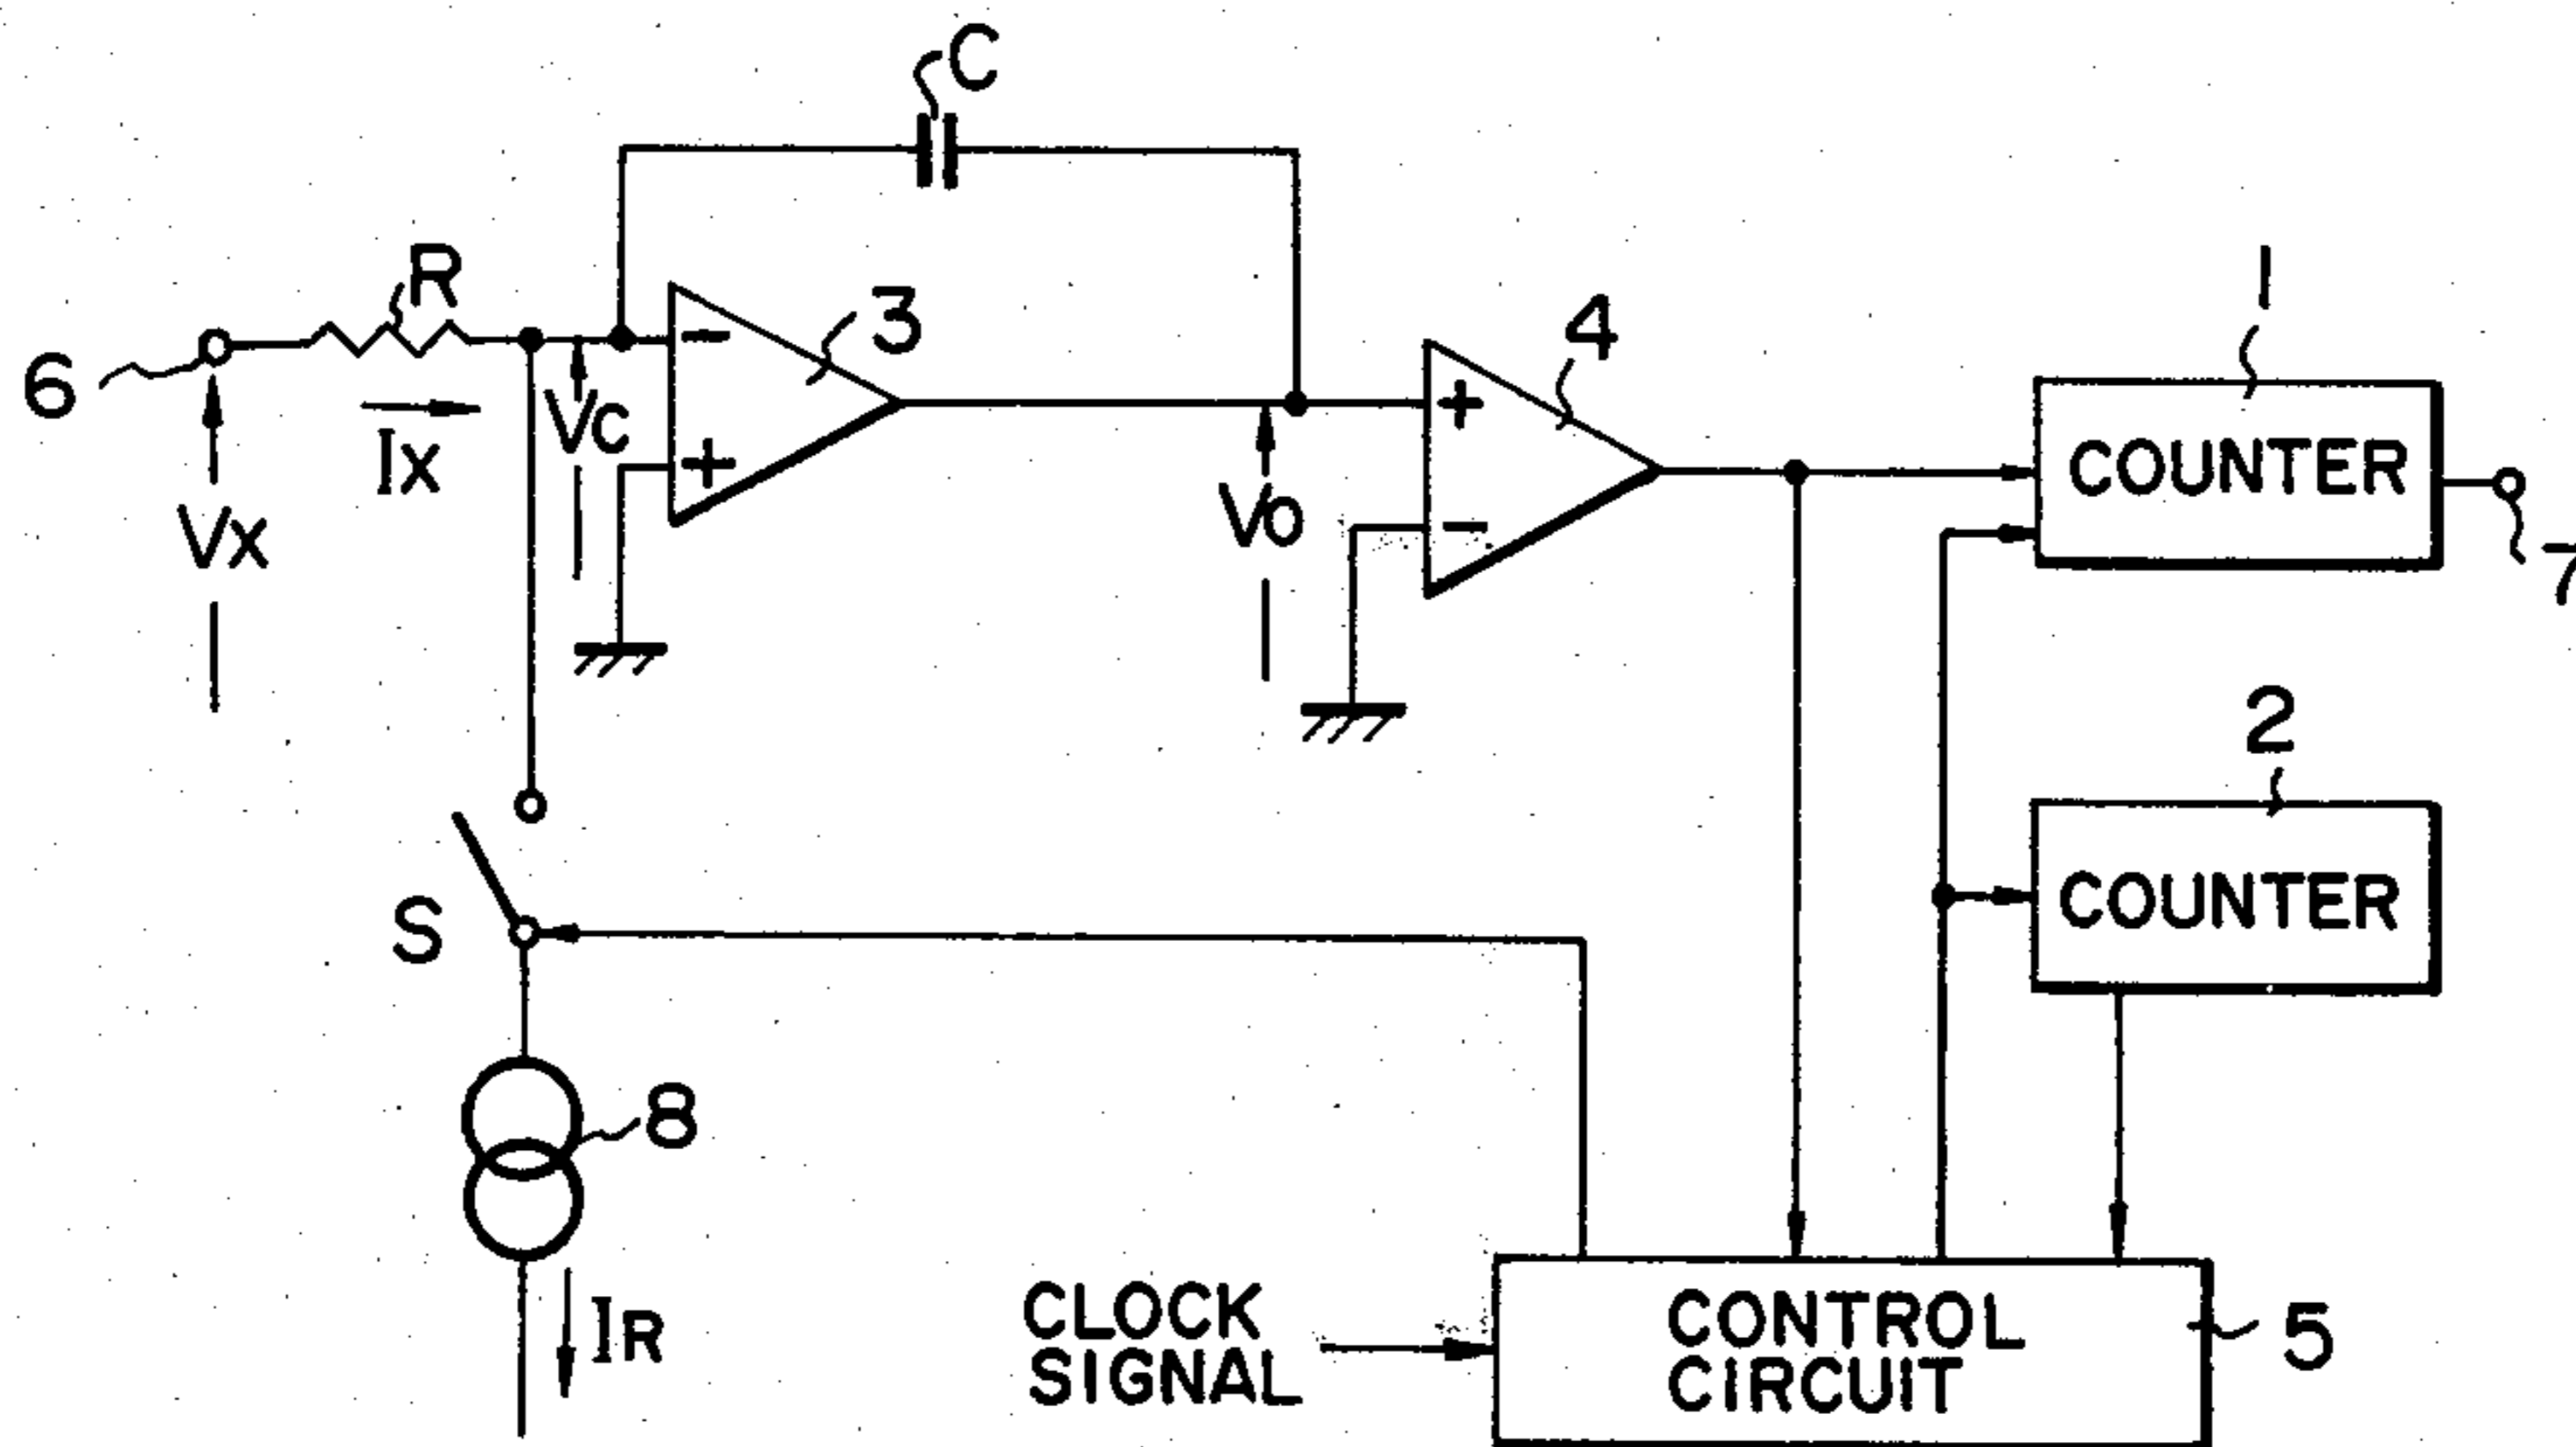 C
R
3
4
1
6
Ix
Vc
Vx
Vo
COUNTER
7
2
COUNTER
S
8
IR
CLOCK
SIGNAL
CONTROL
CIRCUIT
5